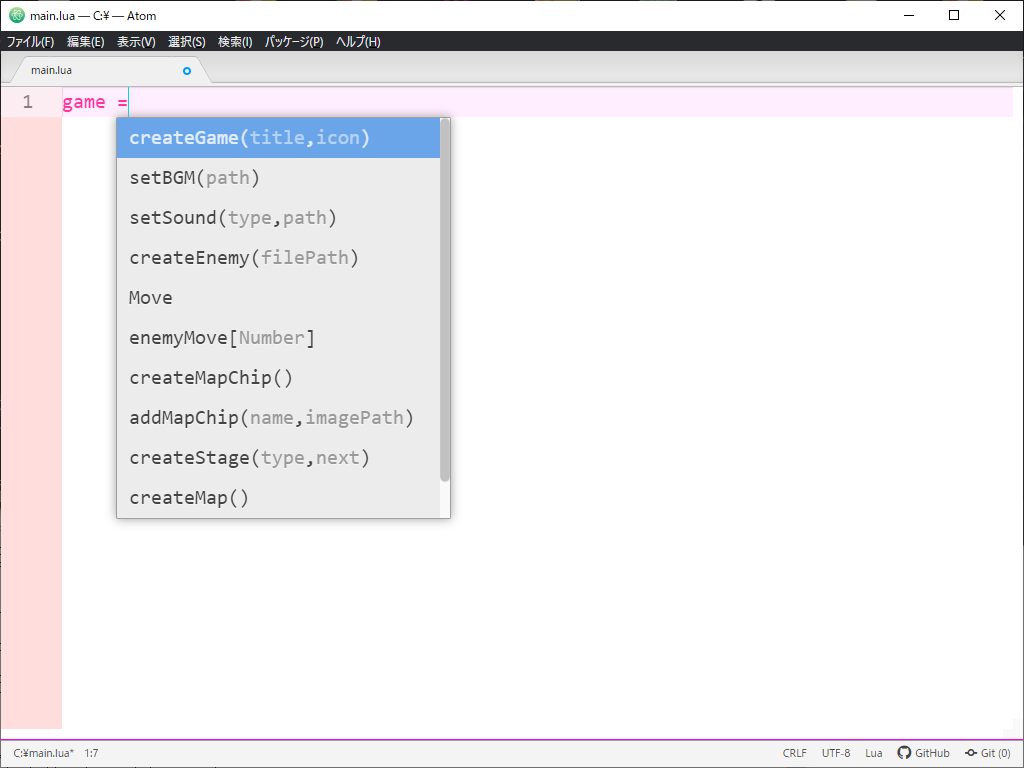 main.lua — C:¥ — Atom
ファイル(F) 編集(E) 表示(V) 選択(S) 検索(I) パッケージ(P) ヘルプ(H)
main.lua
1 game =
createGame(title,icon)
setBGM(path)
setSound(type,path)
createEnemy(filePath)
Move
enemyMove[Number]
createMapChip()
addMapChip(name,imagePath)
createStage(type,next)
createMap()
C:¥main.lua* 1:7 CRLF UTF-8 Lua GitHub Git (0)